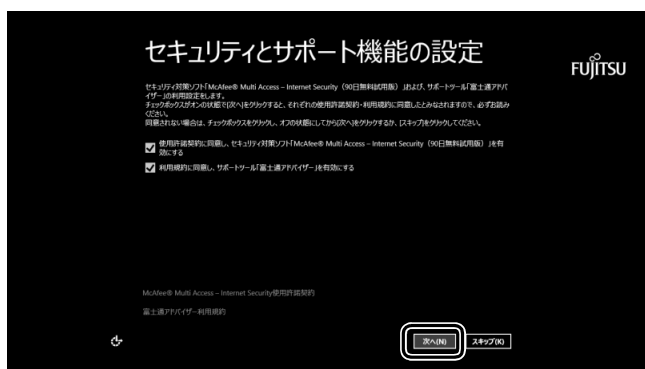 セキュリティとサポート機能の設定
FUJITSU
セキュリティ対策ソフト「McAfee® Multi Access – Internet Security（90日無料試用版）」および、サポートツール「富士通アドバ
イザー」の利用設定をします。
チェックボックスがオンの状態で[次へ]をクリックすると、それぞれの使用許諾契約・利用規約に同意したとみなされますので、必ずお読み
ください。
同意されない場合は、チェックボックスをクリックし、オフの状態にしてから[次へ]をクリックするか、[スキップ]をクリックしてください。
使用許諾契約に同意し、セキュリティ対策ソフト「McAfee® Multi Access – Internet Security（90日無料試用版）」を有
効にする
利用規約に同意し、サポートツール「富士通アドバイザー」を有効にする
McAfee® Multi Access – Internet Security使用許諾契約
富士通アドバイザー利用規約
次へ(N)
スキップ(K)